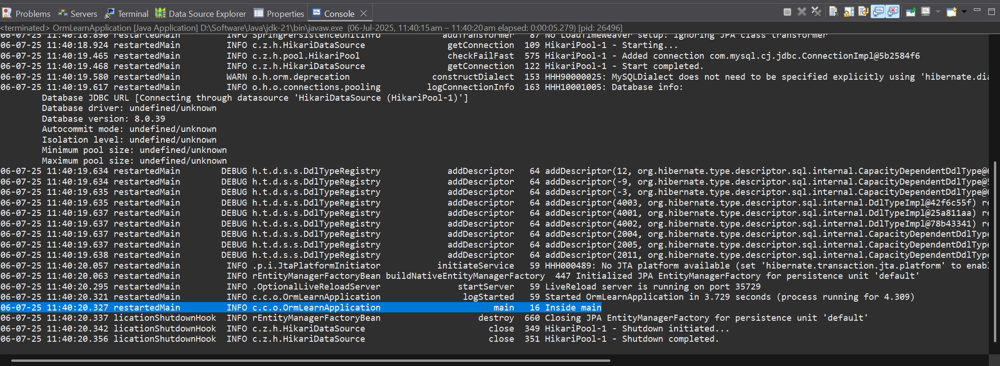 Problems Servers Terminal Data Source Explorer Properties Console
<terminated> OrmLearnApplication [Java Application] D:\Software\Java\jdk-21\bin\javaw.exe (06-Jul-2025, 11:40:15 am – 11:40:20 am elapsed: 0:00:05.279) [pid: 26496]
06-07-25 11:40:18.890 restartedMain INFO SpringPersistenceUnitInfo addTransformer 87 No LoadTimeWeaver setup: ignoring JPA class transformer
06-07-25 11:40:18.924 restartedMain INFO c.z.h.HikariDataSource getConnection 109 HikariPool-1 - Starting...
06-07-25 11:40:19.465 restartedMain INFO c.z.h.pool.HikariPool checkFailFast 575 HikariPool-1 - Added connection com.mysql.cj.jdbc.ConnectionImpl@5b2584f6
06-07-25 11:40:19.468 restartedMain INFO c.z.h.HikariDataSource getConnection 122 HikariPool-1 - Start completed.
06-07-25 11:40:19.580 restartedMain WARN o.h.orm.deprecation constructDialect 153 HHH90000025: MySQLDialect does not need to be specified explicitly using 'hibernate.dia
06-07-25 11:40:19.617 restartedMain INFO o.h.o.connections.pooling logConnectionInfo 163 HHH10001005: Database info:
Database JDBC URL [Connecting through datasource 'HikariDataSource (HikariPool-1)']
Database driver: undefined/unknown
Database version: 8.0.39
Autocommit mode: undefined/unknown
Isolation level: undefined/unknown
Minimum pool size: undefined/unknown
Maximum pool size: undefined/unknown
06-07-25 11:40:19.634 restartedMain DEBUG h.t.d.s.s.DdlTypeRegistry addDescriptor 64 addDescriptor(12, org.hibernate.type.descriptor.sql.internal.CapacityDependentDdlType@
06-07-25 11:40:19.634 restartedMain DEBUG h.t.d.s.s.DdlTypeRegistry addDescriptor 64 addDescriptor(-9, org.hibernate.type.descriptor.sql.internal.CapacityDependentDdlType@
06-07-25 11:40:19.635 restartedMain DEBUG h.t.d.s.s.DdlTypeRegistry addDescriptor 64 addDescriptor(-3, org.hibernate.type.descriptor.sql.internal.CapacityDependentDdlType@
06-07-25 11:40:19.635 restartedMain DEBUG h.t.d.s.s.DdlTypeRegistry addDescriptor 64 addDescriptor(4003, org.hibernate.type.descriptor.sql.internal.DdlTypeImpl@42f6c55f) re
06-07-25 11:40:19.637 restartedMain DEBUG h.t.d.s.s.DdlTypeRegistry addDescriptor 64 addDescriptor(4001, org.hibernate.type.descriptor.sql.internal.DdlTypeImpl@25a811aa) re
06-07-25 11:40:19.637 restartedMain DEBUG h.t.d.s.s.DdlTypeRegistry addDescriptor 64 addDescriptor(4002, org.hibernate.type.descriptor.sql.internal.DdlTypeImpl@78b43341) re
06-07-25 11:40:19.637 restartedMain DEBUG h.t.d.s.s.DdlTypeRegistry addDescriptor 64 addDescriptor(2004, org.hibernate.type.descriptor.sql.internal.CapacityDependentDdlType
06-07-25 11:40:19.637 restartedMain DEBUG h.t.d.s.s.DdlTypeRegistry addDescriptor 64 addDescriptor(2005, org.hibernate.type.descriptor.sql.internal.CapacityDependentDdlType
06-07-25 11:40:19.638 restartedMain DEBUG h.t.d.s.s.DdlTypeRegistry addDescriptor 64 addDescriptor(2011, org.hibernate.type.descriptor.sql.internal.CapacityDependentDdlType
06-07-25 11:40:20.057 restartedMain INFO .p.i.JtaPlatformInitiator initiateService 59 HHH000489: No JTA platform available (set 'hibernate.transaction.jta.platform' to enabl
06-07-25 11:40:20.063 restartedMain INFO rEntityManagerFactoryBean buildNativeEntityManagerFactory 447 Initialized JPA EntityManagerFactory for persistence unit 'default'
06-07-25 11:40:20.295 restartedMain INFO .OptionalLiveReloadServer startServer 59 LiveReload server is running on port 35729
06-07-25 11:40:20.321 restartedMain INFO c.c.o.OrmLearnApplication logStarted 59 Started OrmLearnApplication in 3.729 seconds (process running for 4.309)
06-07-25 11:40:20.327 restartedMain INFO c.c.o.OrmLearnApplication main 16 Inside main
06-07-25 11:40:20.337 licationShutdownHook INFO rEntityManagerFactoryBean destroy 660 Closing JPA EntityManagerFactory for persistence unit 'default'
06-07-25 11:40:20.342 licationShutdownHook INFO c.z.h.HikariDataSource close 349 HikariPool-1 - Shutdown initiated...
06-07-25 11:40:20.356 licationShutdownHook INFO c.z.h.HikariDataSource close 351 HikariPool-1 - Shutdown completed.